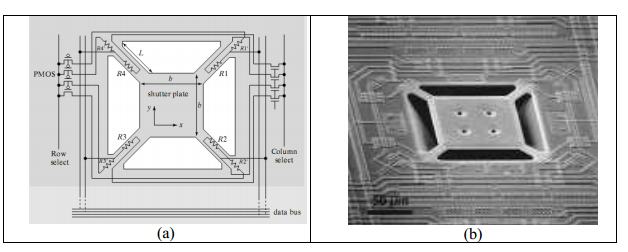 R4'
R1'
L
PMOS
R4
b
R1
shutter plate
b
y
x
R3
R2
Row
select
R3'
R2'
Column
select
data bus
50 µm
(a)
(b)